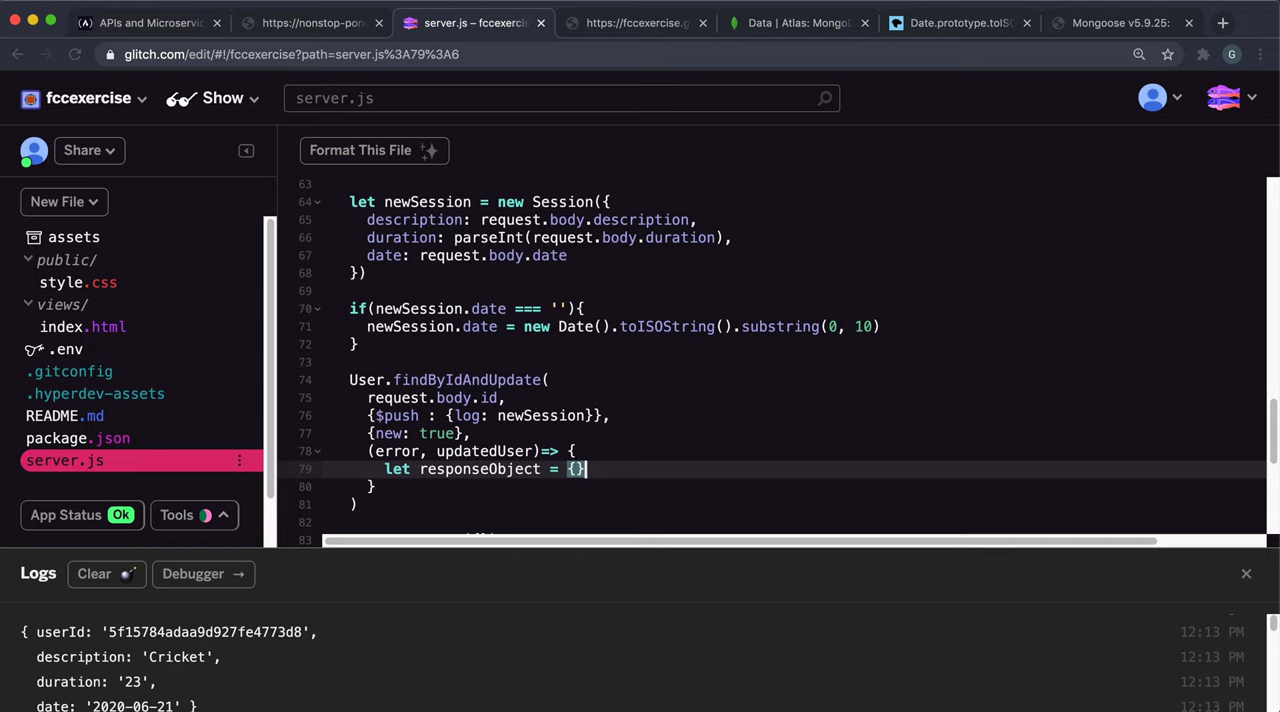 APIs and Microservic
https://nonstop-pon
server.js – fccexercis
https://fccexercise.g
Data | Atlas: MongoD
Date.prototype.toISO
Mongoose v5.9.25:
glitch.com/edit/#!/fccexercise?path=server.js%3A79%3A6
G
fccexercise
Show
server.js
Share
Format This File
New File
assets
public/
style.css
views/
index.html
.env
.gitconfig
.hyperdev-assets
README.md
package.json
server.js
App Status Ok
Tools
63
64 let newSession = new Session({
65 description: request.body.description,
66 duration: parseInt(request.body.duration),
67 date: request.body.date
68 })
69
70 if(newSession.date === ''){
71 newSession.date = new Date().toISOString().substring(0, 10)
72 }
73
74 User.findByIdAndUpdate(
75 request.body.id,
76 {$push : {log: newSession}},
77 {new: true},
78 (error, updatedUser)=> {
79 let responseObject = {}
80 }
81 )
82
83
Logs
Clear
Debugger →
{ userId: '5f15784adaa9d927fe4773d8', 12:13 PM
description: 'Cricket', 12:13 PM
duration: '23', 12:13 PM
date: '2020-06-21' } 12:13 PM